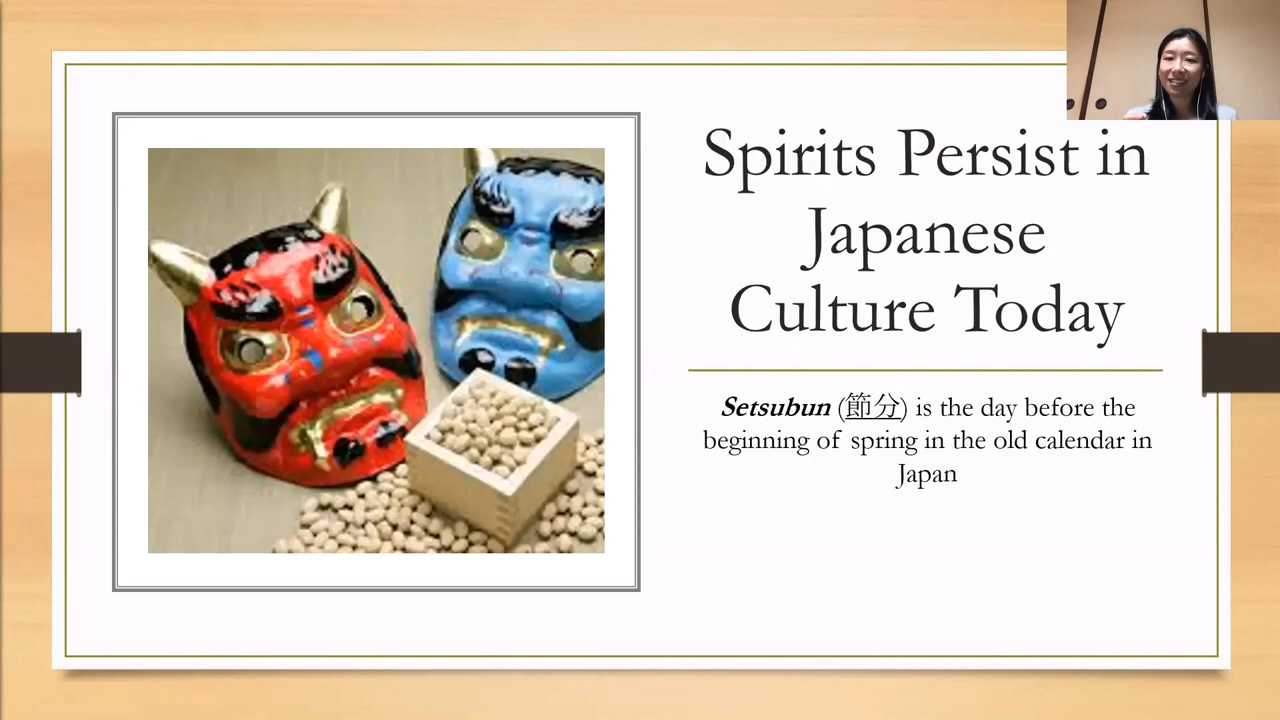 Spirits Persist in
Japanese
Culture Today
Setsubun (節分) is the day before the
beginning of spring in the old calendar in
Japan